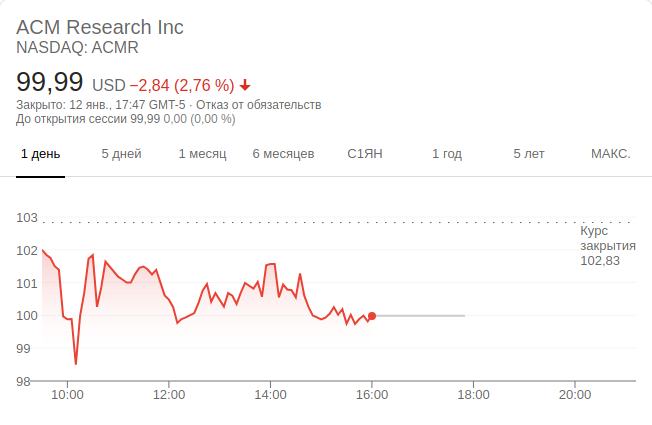 ACM Research Inc
NASDAQ: ACMR
99,99 USD −2,84 (2,76 %)
Закрыто: 12 янв., 17:47 GMT-5 · Отказ от обязательств
До открытия сессии 99,99 0,00 (0,00 %)
1 день 5 дней 1 месяц 6 месяцев С1ЯН 1 год 5 лет МАКС.
103
Курс
закрытия
102,83
102
101
100
99
98
10:00 12:00 14:00 16:00 18:00 20:00